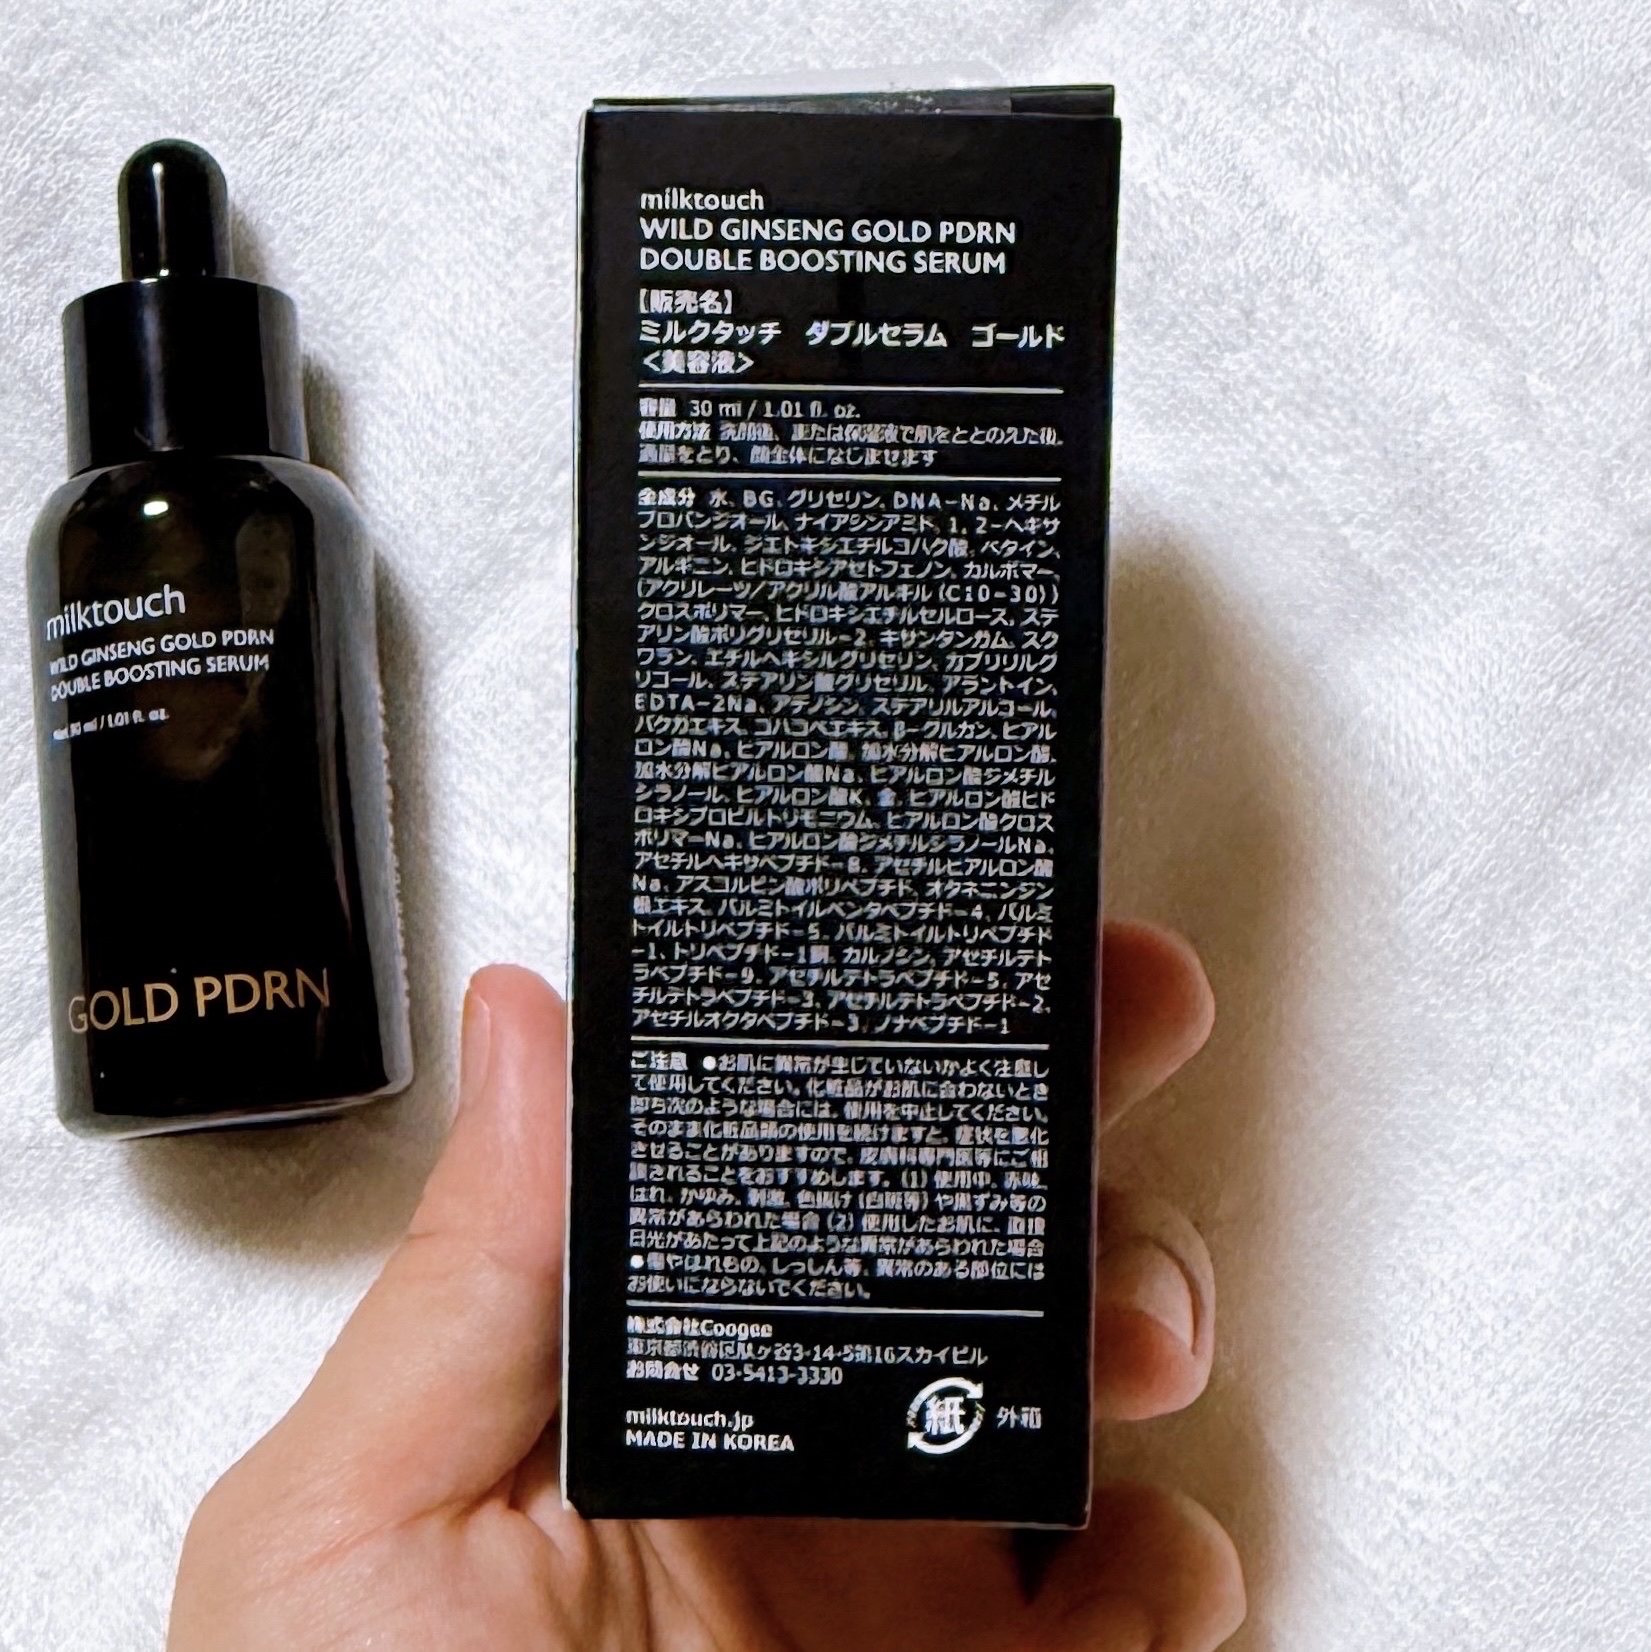 milktouch
WILD GINSENG GOLD PDRN
DOUBLE BOOSTING SERUM
30 ml / 1.01 fl. oz.
GOLD PDRN
milktouch
WILD GINSENG GOLD PDRN
DOUBLE BOOSTING SERUM
【販売名】
ミルクタッチ ダブルセラム ゴールド
<美容液>
容量 30 ml / 1.01 fl. oz.
使用方法 洗顔後、または保湿液で肌をととのえた後、
適量をとり、顔全体になじませます
全成分 水、BG、グリセリン、DNA-Na、メチル
プロパンジオール、ナイアシンアミド、1,2-ヘキサ
ンジオール、ジエトキシエチルコハク酸、ベタイン、
アルギニン、ヒドロキシアセトフェノン、カルボマー、
(アクリレーツ/アクリル酸アルキル(C10-30))
クロスポリマー、ヒドロキシエチルセルロース、ステ
アリン酸ポリグリセリル-2、キサンタンガム、スク
ワラン、エチルヘキシルグリセリン、カプリリルグ
リコール、ステアリン酸グリセリル、アラントイン、
EDTA-2Na、アデノシン、ステアリルアルコール、
バクガエキス、コハコベエキス、β-グルカン、ヒアル
ロン酸Na、ヒアルロン酸、加水分解ヒアルロン酸、
加水分解ヒアルロン酸Na、ヒアルロン酸ジメチル
シラノール、ヒアルロン酸K、金、ヒアルロン酸ヒド
ロキシプロピルトリモニウム、ヒアルロン酸クロス
ポリマーNa、ヒアルロン酸ジメチルシラノールNa、
アセチルヘキサペプチド-8、アセチルヒアルロン酸
Na、アスコルビン酸ポリペプチド、オタネニンジン
根エキス、パルミトイルペンタペプチド-4、パルミ
トイルトリペプチド-5、パルミトイルトリペプチド
-1、トリペプチド-1銅、カルノシン、アセチルテト
ラペプチド-9、アセチルテトラペプチド-5、アセ
チルテトラペプチド-3、アセチルテトラペプチド-2、
アセチルオクタペプチド-3、ノナペプチド-1
ご注意 ●お肌に異常が生じていないかよく注意し
て使用してください。化粧品がお肌に合わないとき
即ち次のような場合には、使用を中止してください。
そのまま化粧品類の使用を続けますと、症状を悪化
させることがありますので、皮膚科専門医等にご相
談されることをおすすめします。(1) 使用中、赤味、
はれ、かゆみ、刺激、色抜け(白斑等)や黒ずみ等の
異常があらわれた場合 (2) 使用したお肌に、直接
日光があたって上記のような異常があらわれた場合
●傷やはれもの、しっしん等、異常のある部位には
お使いにならないでください。
株式会社Coogee
東京都渋谷区 3-14-5第16スカイビル
お問合せ 03-5413-3330
milktouch.jp
MADE IN KOREA
紙 外箱